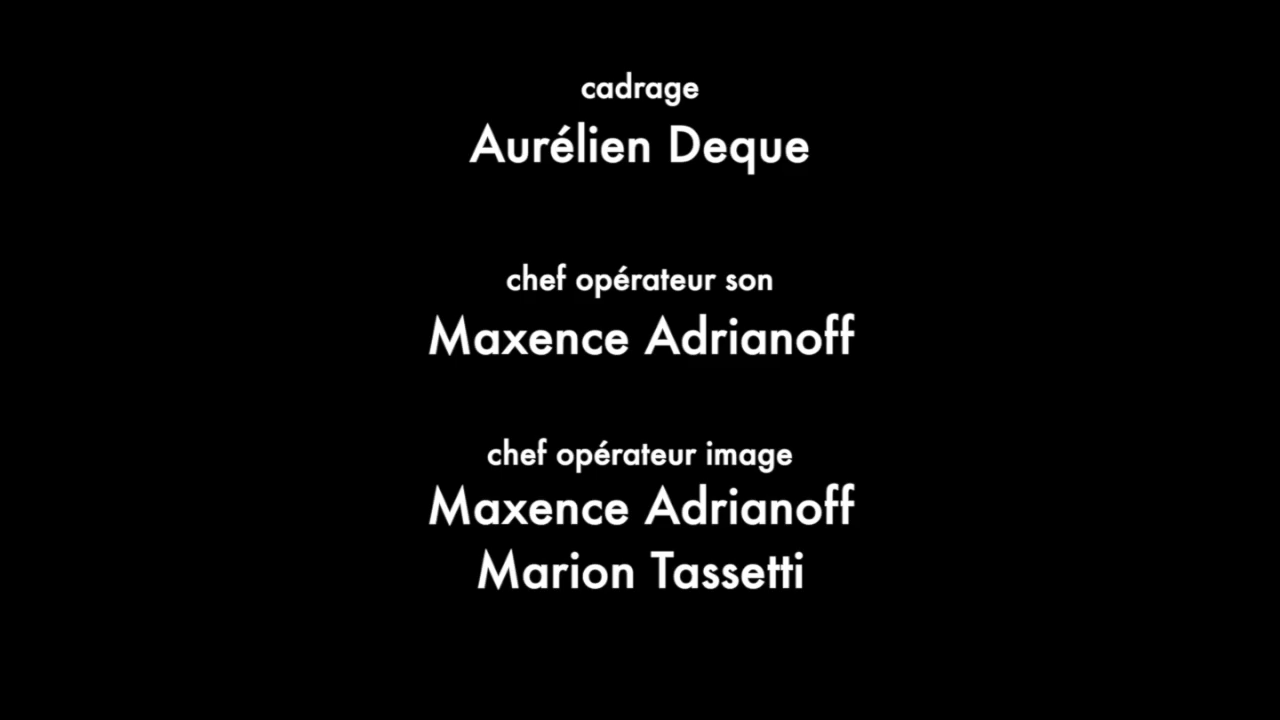 cadrage
Aurélien Deque
chef opérateur son
Maxence Adrianoff
chef opérateur image
Maxence Adrianoff
Marion Tassetti